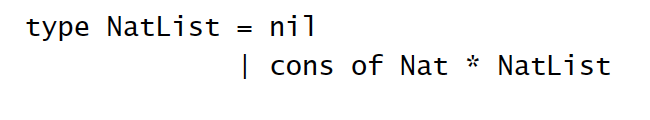 type NatList = nil
| cons of Nat * NatList